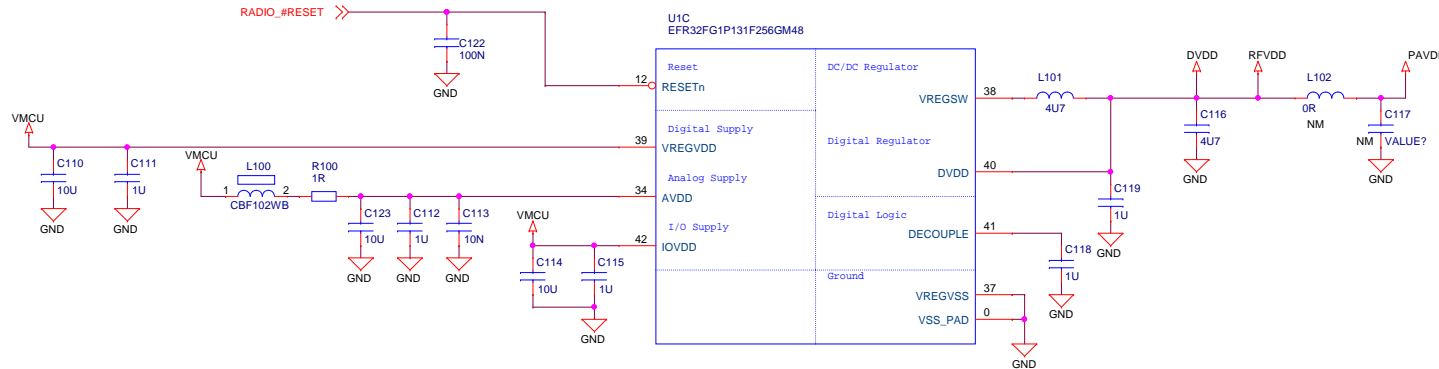 RADIO_#RESET
U1C
EFR32FG1P131F256GM48
C122
100N
GND
12
Reset
RESETn
DC/DC Regulator
VREGSW
38
L101
4U7
DVDD
RFVDD
L102
0R
NM
PAVD
C116
4U7
GND
C117
NM
VALUE?
GND
VMCU
C110
10U
GND
C111
1U
GND
39
Digital Supply
VREGVDD
Digital Regulator
DVDD
40
C119
1U
GND
VMCU
L100
1
2
CBF102WB
R100
1R
34
Analog Supply
AVDD
C123
10U
GND
C112
1U
GND
C113
10N
GND
Digital Logic
DECOUPLE
41
C118
1U
GND
VMCU
42
I/O Supply
IOVDD
C114
10U
C115
1U
GND
Ground
VREGVSS
37
VSS_PAD
0
GND